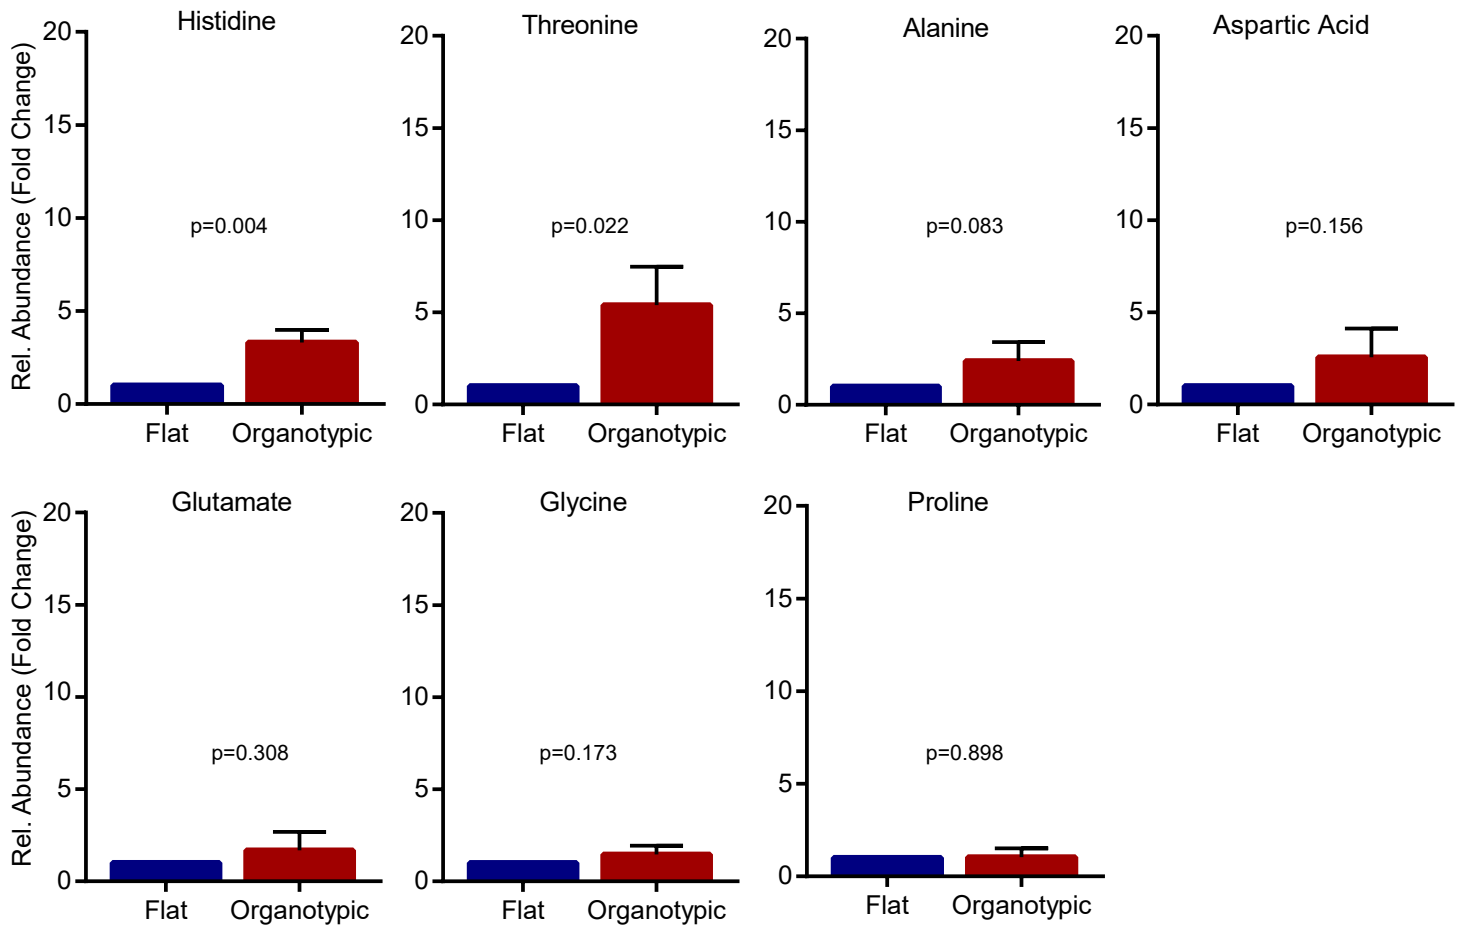 Histidine
Rel. Abundance (Fold Change)
20
15
10
5
0
p=0.004
Flat Organotypic
Threonine
20
15
10
5
0
p=0.022
Flat Organotypic
Alanine
20
15
10
5
0
p=0.083
Flat Organotypic
Aspartic Acid
20
15
10
5
0
p=0.156
Flat Organotypic
Glutamate
Rel. Abundance (Fold Change)
20
15
10
5
0
p=0.308
Flat Organotypic
Glycine
20
15
10
5
0
p=0.173
Flat Organotypic
Proline
20
15
10
5
0
p=0.898
Flat Organotypic